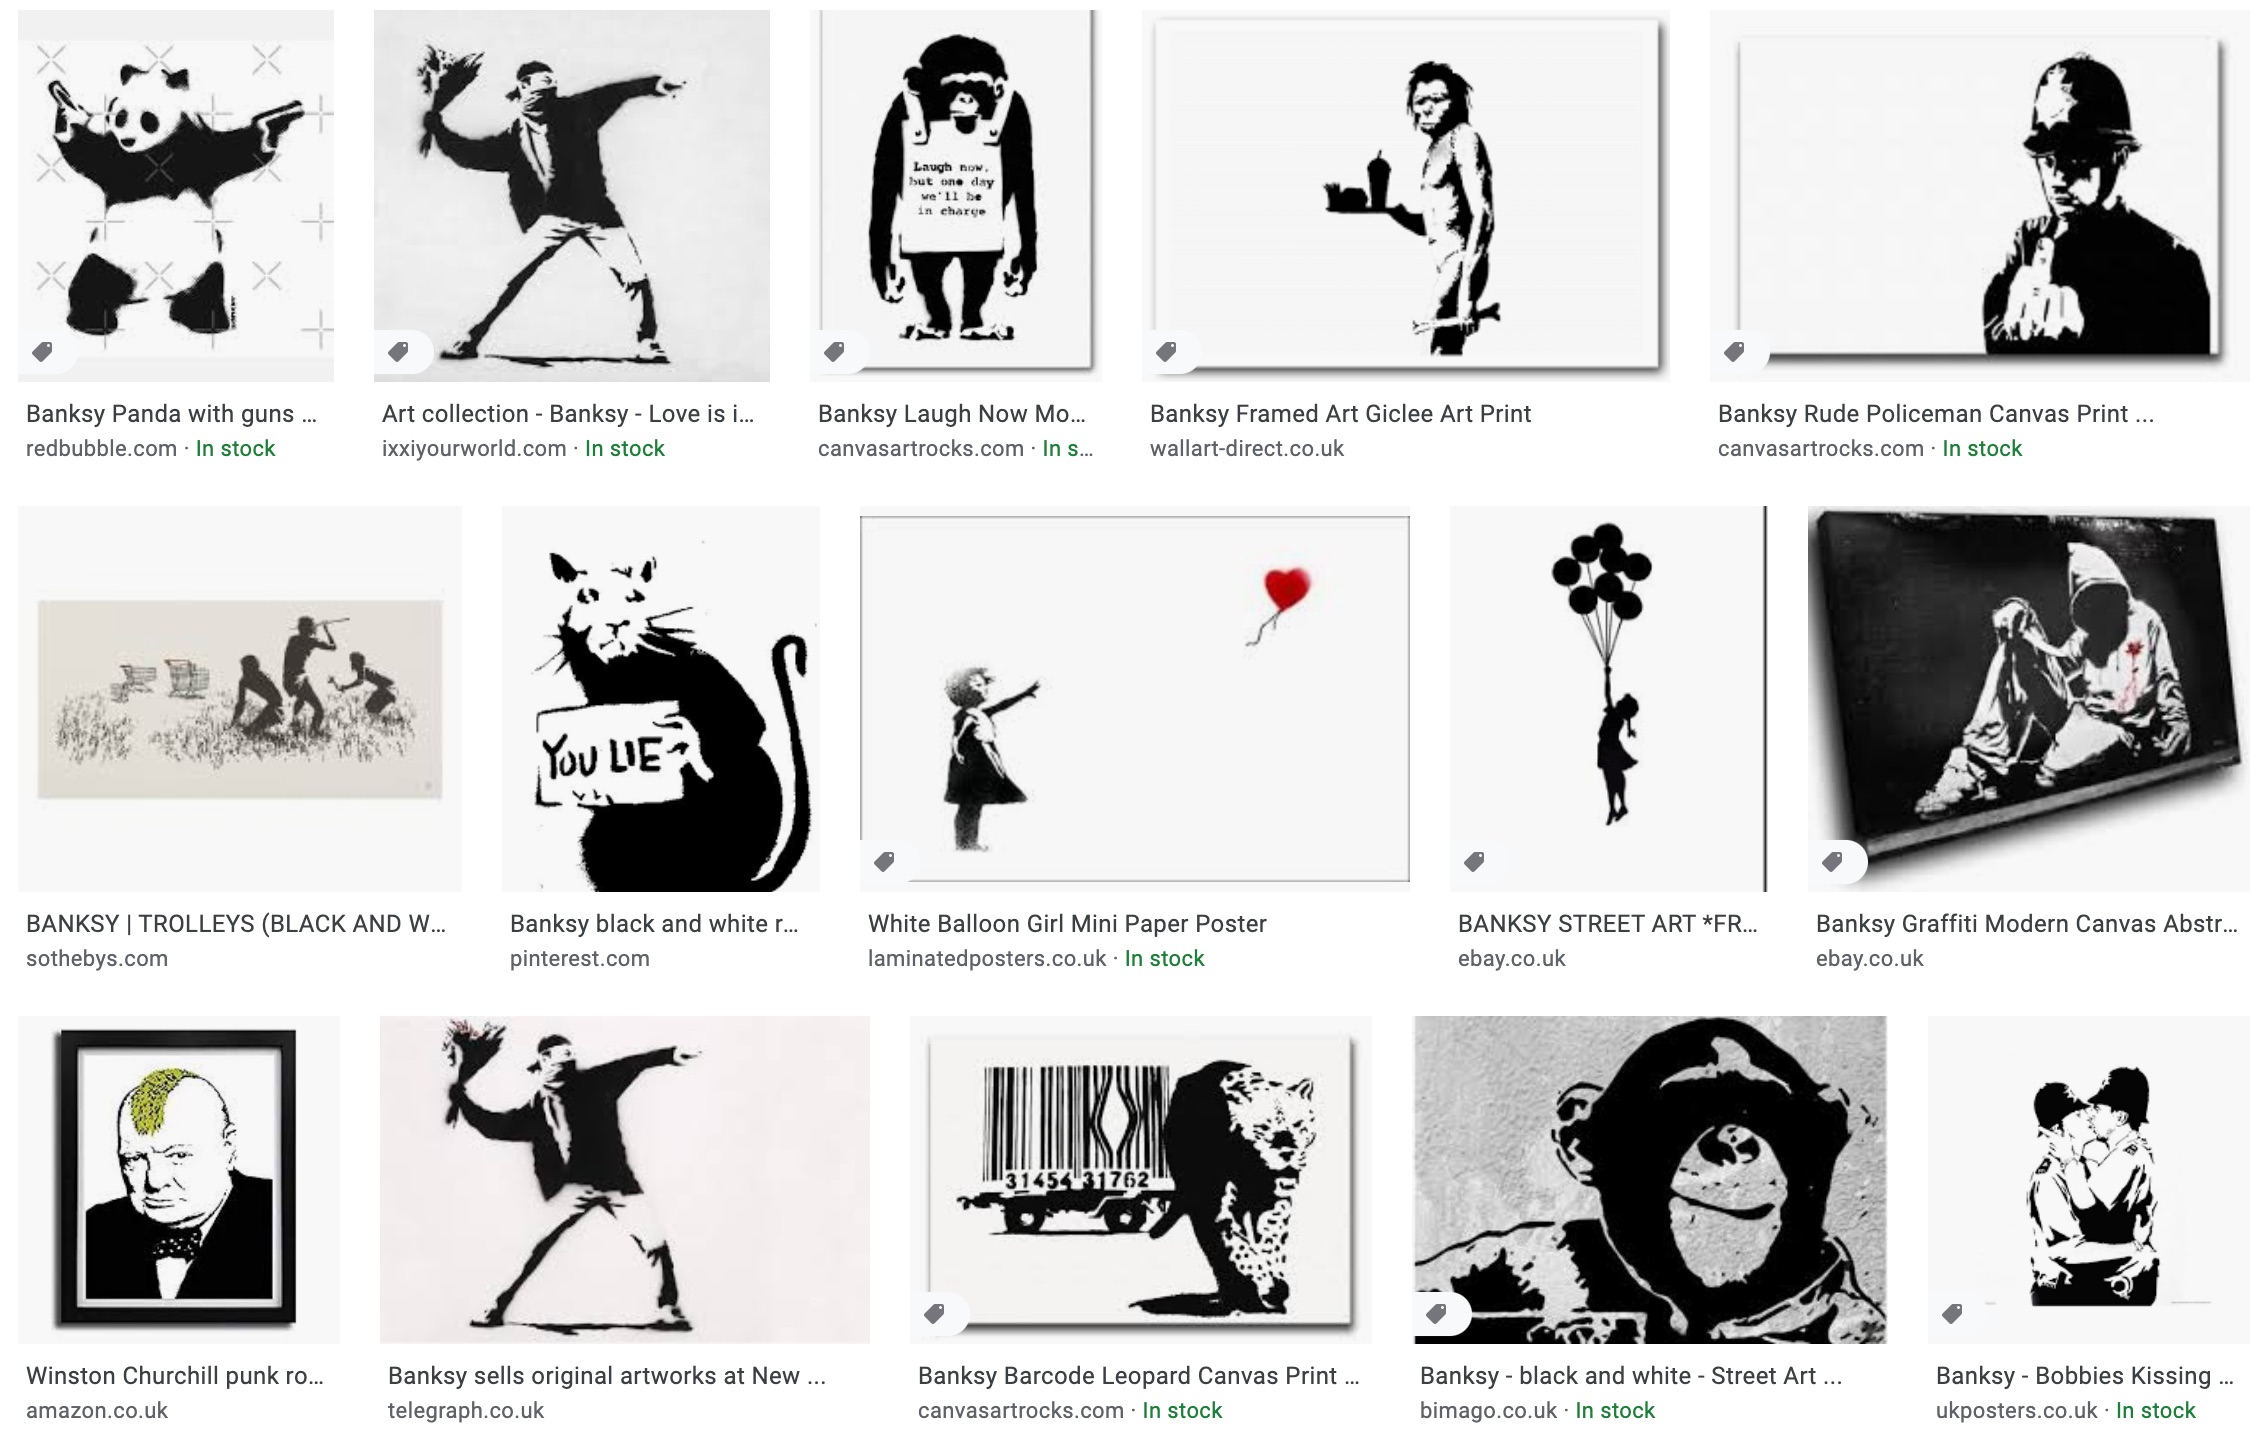 Laugh now,
but one day
we'll be
in charge
Banksy Panda with guns ...
redbubble.com · In stock
Art collection - Banksy - Love is i...
ixxiyourworld.com · In stock
Banksy Laugh Now Mo...
canvasartrocks.com · In s...
Banksy Framed Art Giclee Art Print
wallart-direct.co.uk
Banksy Rude Policeman Canvas Print ...
canvasartrocks.com · In stock
YOU LIE
BANKSY | TROLLEYS (BLACK AND W...
sothebys.com
Banksy black and white r...
pinterest.com
White Balloon Girl Mini Paper Poster
laminatedposters.co.uk · In stock
BANKSY STREET ART *FR...
ebay.co.uk
Banksy Graffiti Modern Canvas Abstr...
ebay.co.uk
31454 31762
Winston Churchill punk ro...
amazon.co.uk
Banksy sells original artworks at New ...
telegraph.co.uk
Banksy Barcode Leopard Canvas Print ...
canvasartrocks.com · In stock
Banksy - black and white - Street Art ...
bimago.co.uk · In stock
Banksy - Bobbies Kissing ...
ukposters.co.uk · In stock